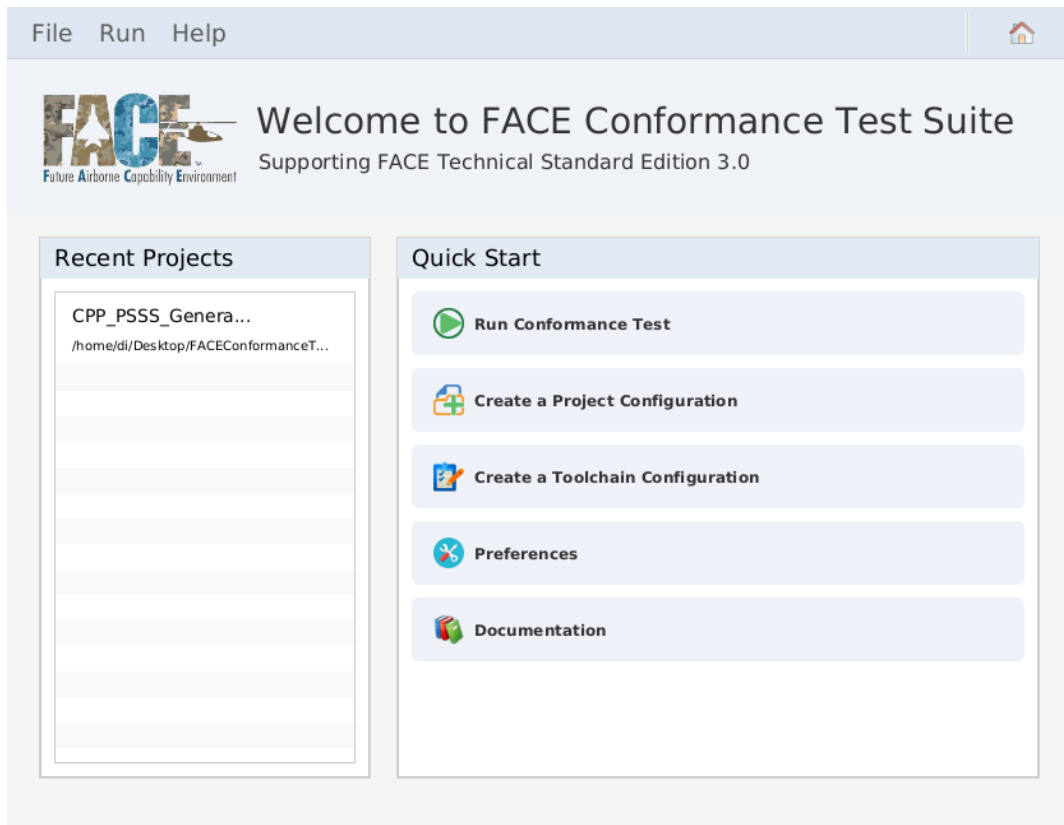 File Run Help
FACE
TM
Future Airborne Capability Environment
Welcome to FACE Conformance Test Suite
Supporting FACE Technical Standard Edition 3.0
Recent Projects
CPP_PSSS_Genera...
/home/di/Desktop/FACEConformanceT...
Quick Start
Run Conformance Test
Create a Project Configuration
Create a Toolchain Configuration
Preferences
Documentation